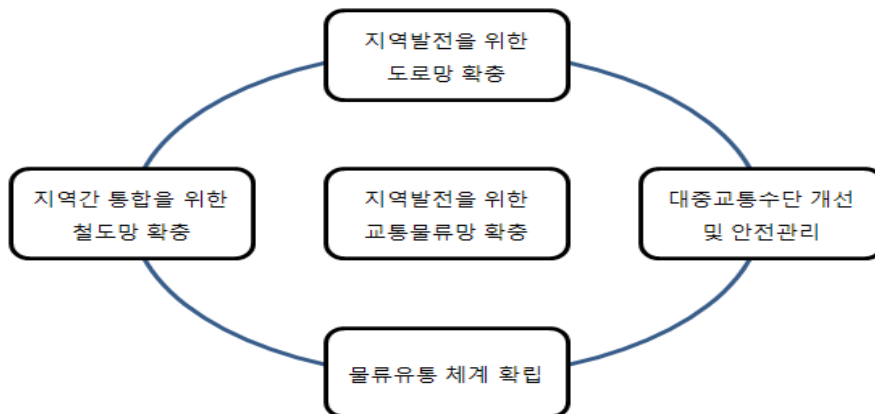 지역발전을 위한
도로망 확충
지역간 통합을 위한
철도망 확충
지역발전을 위한
교통물류망 확충
대중교통수단 개선
및 안전관리
물류유통 체계 확립